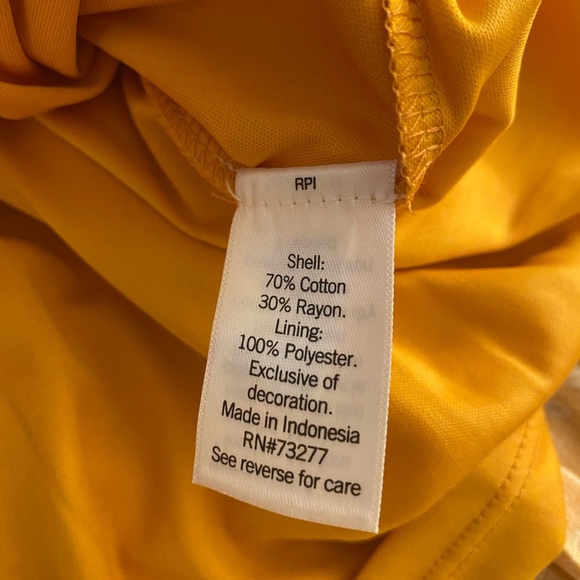 RPI
Shell:
70% Cotton
30% Rayon.
Lining:
100% Polyester.
Exclusive of
decoration.
Made in Indonesia
RN#73277
See reverse for care